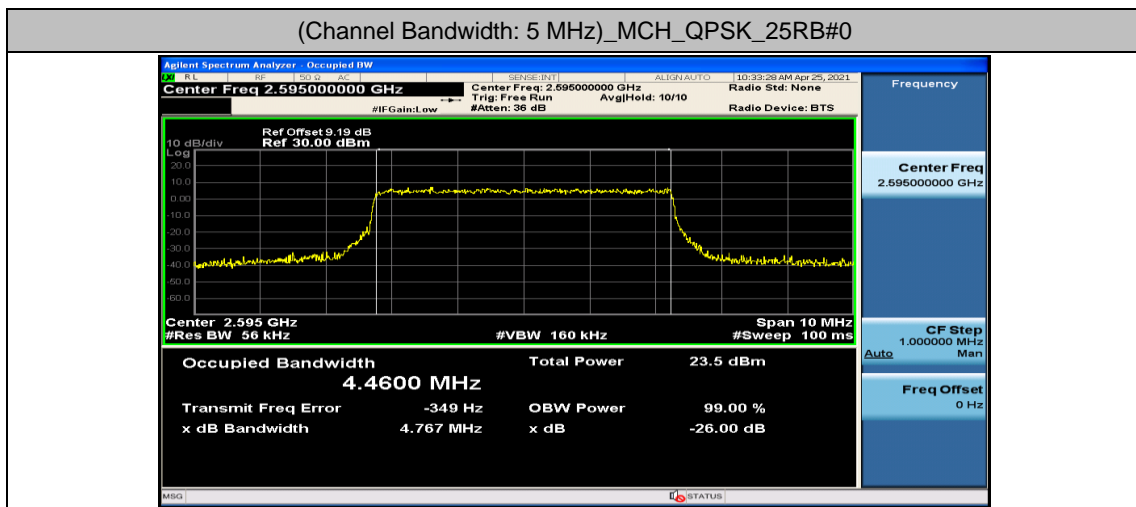 (Channel Bandwidth: 5 MHz)_MCH_QPSK_25RB#0
Agilent Spectrum Analyzer - Occupied BW
LXI RL RF 50 Ω AC SENSE:INT ALIGN AUTO 10:33:28 AM Apr 25, 2021
Center Freq 2.595000000 GHz Center Freq: 2.595000000 GHz Radio Std: None
Trig: Free Run Avg|Hold: 10/10
#IFGain:Low #Atten: 36 dB Radio Device: BTS
Frequency
Ref Offset 9.19 dB
10 dB/div Ref 30.00 dBm
Log
20.0
10.0
0.00
-10.0
-20.0
-30.0
-40.0
-50.0
-60.0
Center 2.595 GHz Span 10 MHz
#Res BW 56 kHz #VBW 160 kHz #Sweep 100 ms
Occupied Bandwidth Total Power 23.5 dBm
4.4600 MHz
Transmit Freq Error -349 Hz OBW Power 99.00 %
x dB Bandwidth 4.767 MHz x dB -26.00 dB
Center Freq
2.595000000 GHz
CF Step
1.000000 MHz
Auto Man
Freq Offset
0 Hz
MSG STATUS